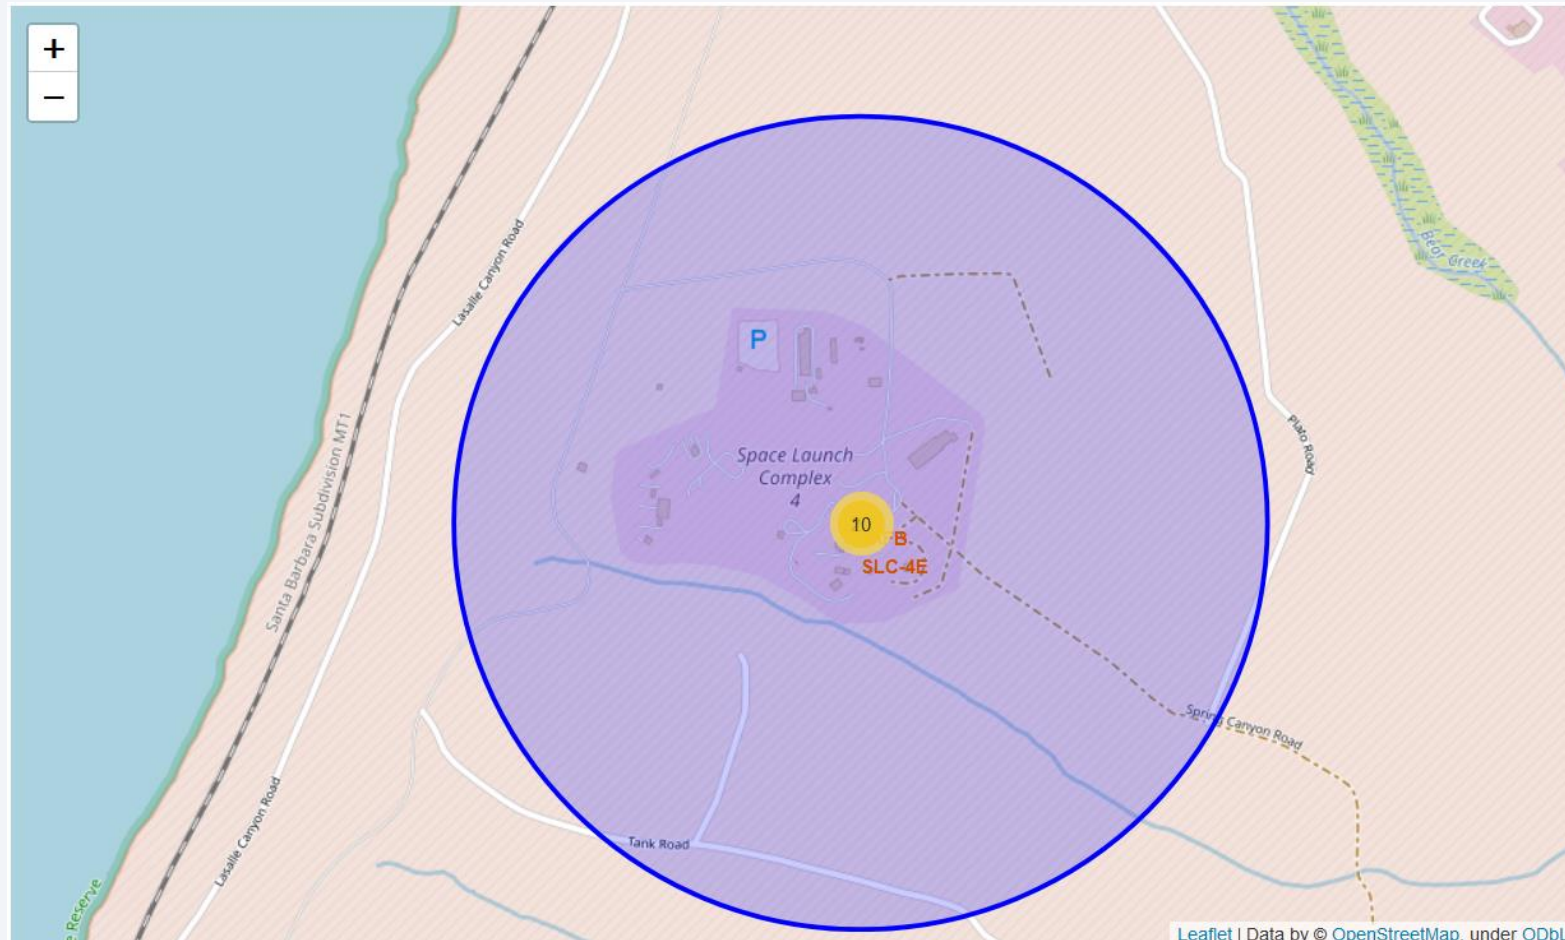 +
−
Lasalle Canyon Road
Bear Creek
P
Plato Road
Santa Barbara Subdivision MT1
Space Launch
Complex
4
10
FB
SLC-4E
Spring Canyon Road
Tank Road
Lasalle Canyon Road
e Reserve
Leaflet | Data by © OpenStreetMap, under ODbL